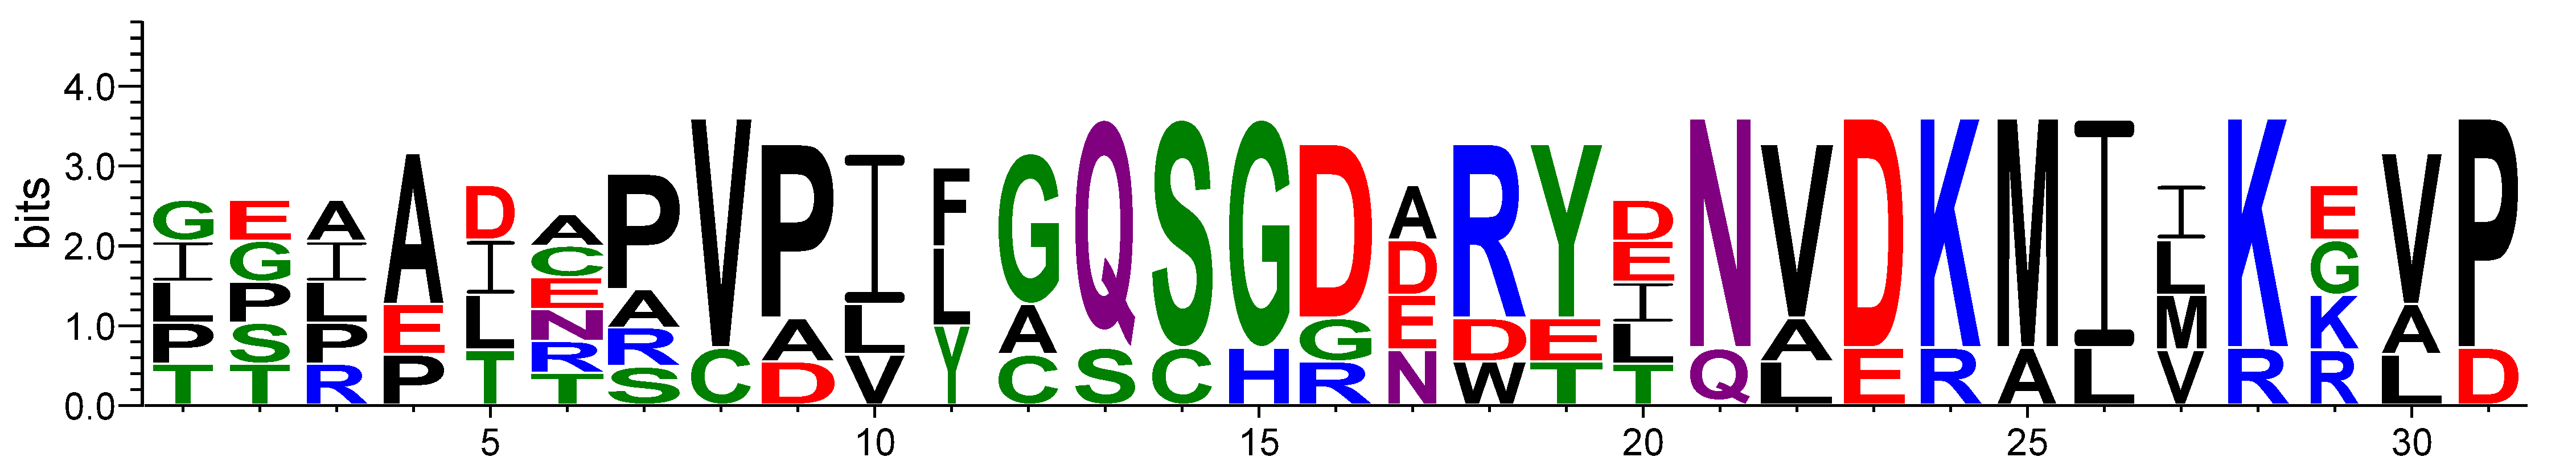 4.0
3.0
2.0
1.0
0.0
bits
G I L P T
E G P S T
A I L P R
A E P
D I L T
A C E N R T
P A R S
V C
P A D
I L V
F L Y
G A C
Q S
S C
G H
D G R
A D E N
R D W
Y E T
D E I L T
N Q
V A L
D E
K R
M A
I L
I L M V
K R
E G K R
V A L
P D
5 10 15 20 25 30